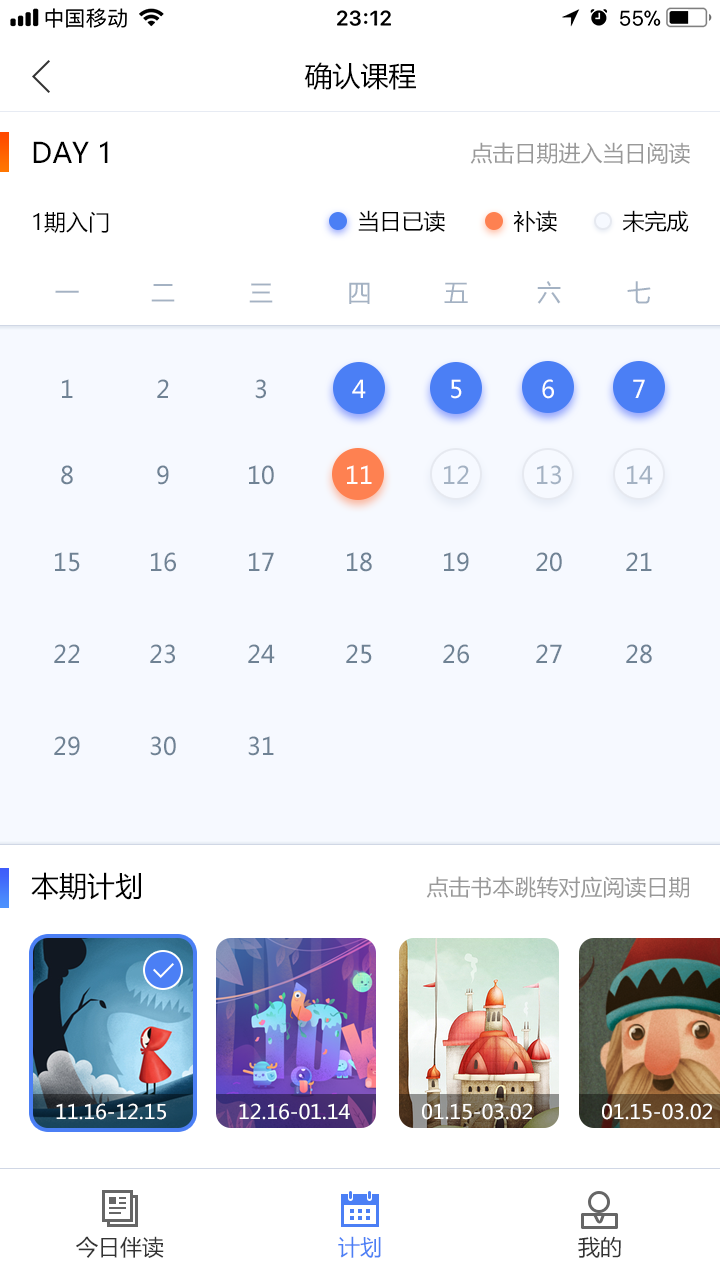 中国移动 23:12 55%
确认课程
DAY 1 点击日期进入当日阅读
1期入门 当日已读 补读 未完成
一 二 三 四 五 六 七
1 2 3 4 5 6 7
8 9 10 11 12 13 14
15 16 17 18 19 20 21
22 23 24 25 26 27 28
29 30 31
本期计划 点击书本跳转对应阅读日期
11.16-12.15 12.16-01.14 01.15-03.02 01.15-03.02
今日伴读 计划 我的